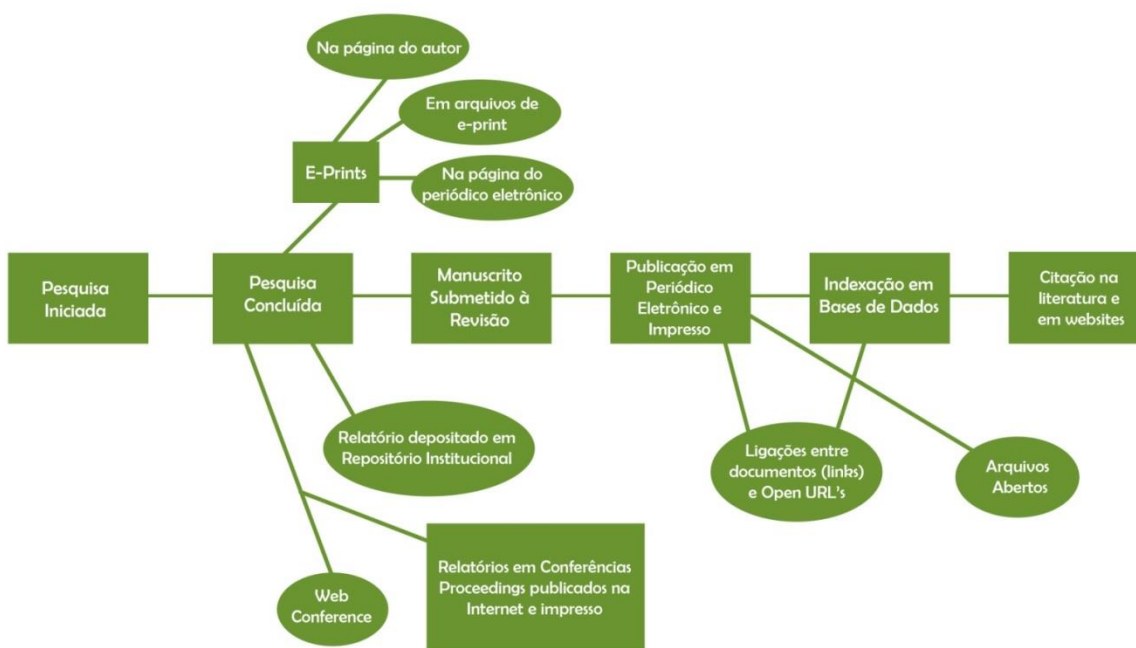 Na página do autor
Em arquivos de
e-print
E-Prints
Na página do
periódico eletrônico
Pesquisa
Iniciada
Pesquisa
Concluída
Manuscrito
Submetido à
Revisão
Publicação em
Periódico
Eletrônico e
Impresso
Indexação em
Bases de Dados
Citação na
literatura e
em websites
Relatório depositado em
Repositório Institucional
Ligações entre
documentos (links)
e Open URL's
Arquivos
Abertos
Web
Conference
Relatórios em Conferências
Proceedings publicados na
Internet e impresso